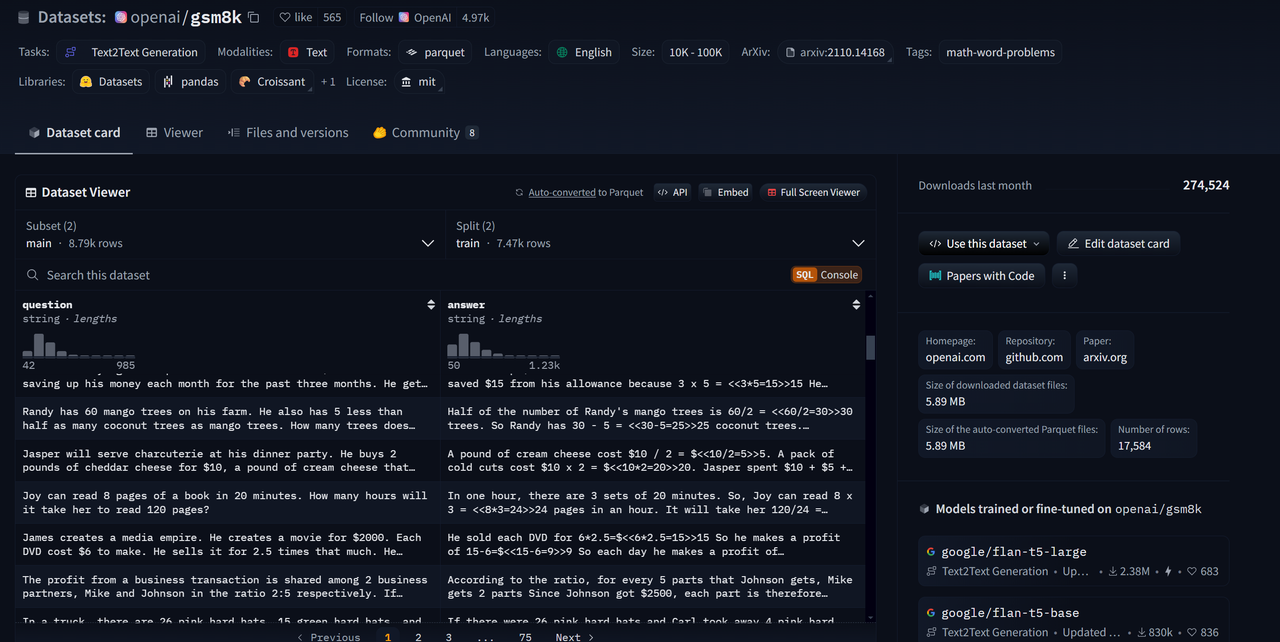 Datasets: openai/gsm8k like 565 Follow OpenAI 4.97k
Tasks: Text2Text Generation Modalities: Text Formats: parquet Languages: English Size: 10K - 100K ArXiv: arxiv:2110.14168 Tags: math-word-problems
Libraries: Datasets pandas Croissant + 1 License: mit
Dataset card Viewer Files and versions Community 8
Dataset Viewer Auto-converted to Parquet API Embed Full Screen Viewer
Subset (2)
main · 8.79k rows
Split (2)
train · 7.47k rows
Search this dataset SQL Console
question
string · lengths
42 985
answer
string · lengths
50 1.23k
saving up his money each month for the past three months. He get…
saved $15 from his allowance because 3 x 5 = <<3*5=15>>15 He…
Randy has 60 mango trees on his farm. He also has 5 less than
half as many coconut trees as mango trees. How many trees does…
Half of the number of Randy's mango trees is 60/2 = <<60/2=30>>30
trees. So Randy has 30 - 5 = <<30-5=25>>25 coconut trees.…
Jasper will serve charcuterie at his dinner party. He buys 2
pounds of cheddar cheese for $10, a pound of cream cheese that…
A pound of cream cheese cost $10 / 2 = $<<10/2=5>>5. A pack of
cold cuts cost $10 x 2 = $<<10*2=20>>20. Jasper spent $10 + $5 +…
Joy can read 8 pages of a book in 20 minutes. How many hours will
it take her to read 120 pages?
In one hour, there are 3 sets of 20 minutes. So, Joy can read 8 x
3 = <<8*3=24>>24 pages in an hour. It will take her 120/24 =…
James creates a media empire. He creates a movie for $2000. Each
DVD cost $6 to make. He sells it for 2.5 times that much. He…
He sold each DVD for 6*2.5=$<<6*2.5=15>>15 So he makes a profit
of 15-6=$<<15-6=9>>9 So each day he makes a profit of…
The profit from a business transaction is shared among 2 business
partners, Mike and Johnson in the ratio 2:5 respectively. If…
According to the ratio, for every 5 parts that Johnson gets, Mike
gets 2 parts Since Johnson got $2500, each part is therefore…
In a truck, there are 26 pink hard hats, 15 green hard hats, and
If there were 26 pink hard hats and Carl took away 4 pink hard
Previous 1 2 3 ... 75 Next
Downloads last month
274,524
Use this dataset Edit dataset card
Papers with Code
Homepage:
openai.com
Repository:
github.com
Paper:
arxiv.org
Size of downloaded dataset files:
5.89 MB
Size of the auto-converted Parquet files:
5.89 MB
Number of rows:
17,584
Models trained or fine-tuned on openai/gsm8k
google/flan-t5-large
Text2Text Generation • Up… • 2.38M • 683
google/flan-t5-base
Text2Text Generation • Updated … • 830k • 836